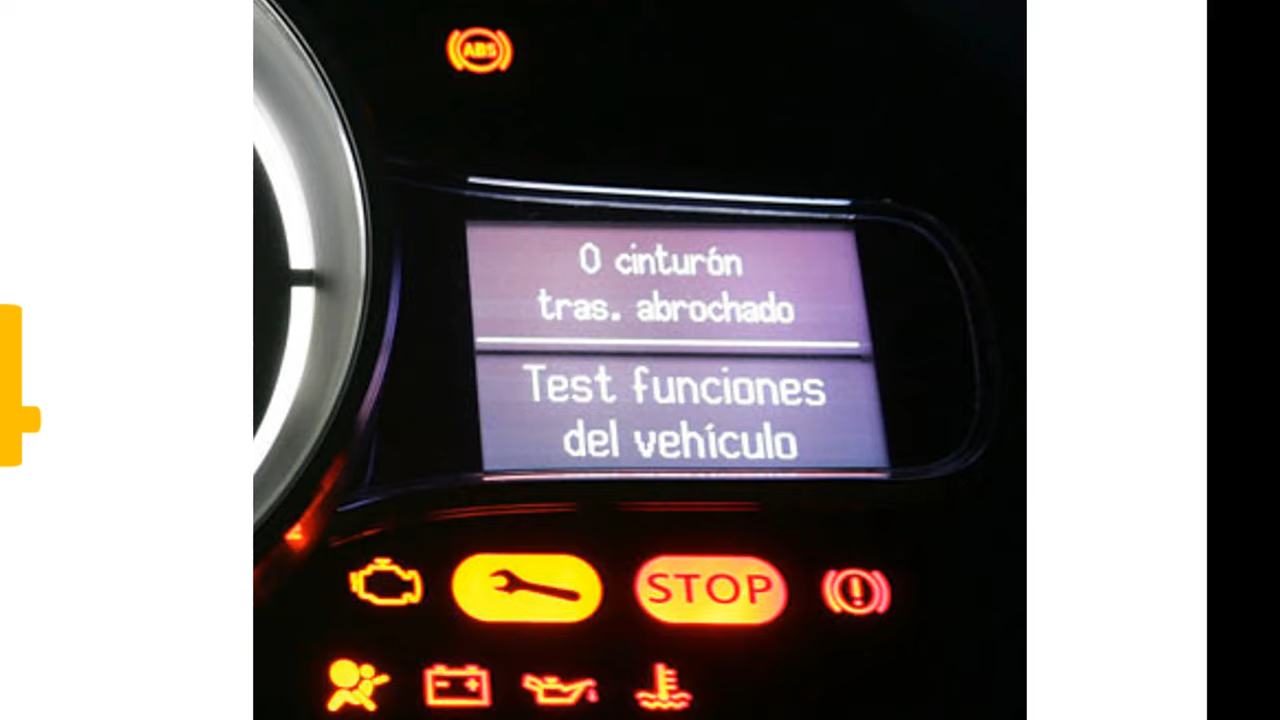 ABS
0 cinturón
tras. abrochado
Test funciones
del vehículo
STOP